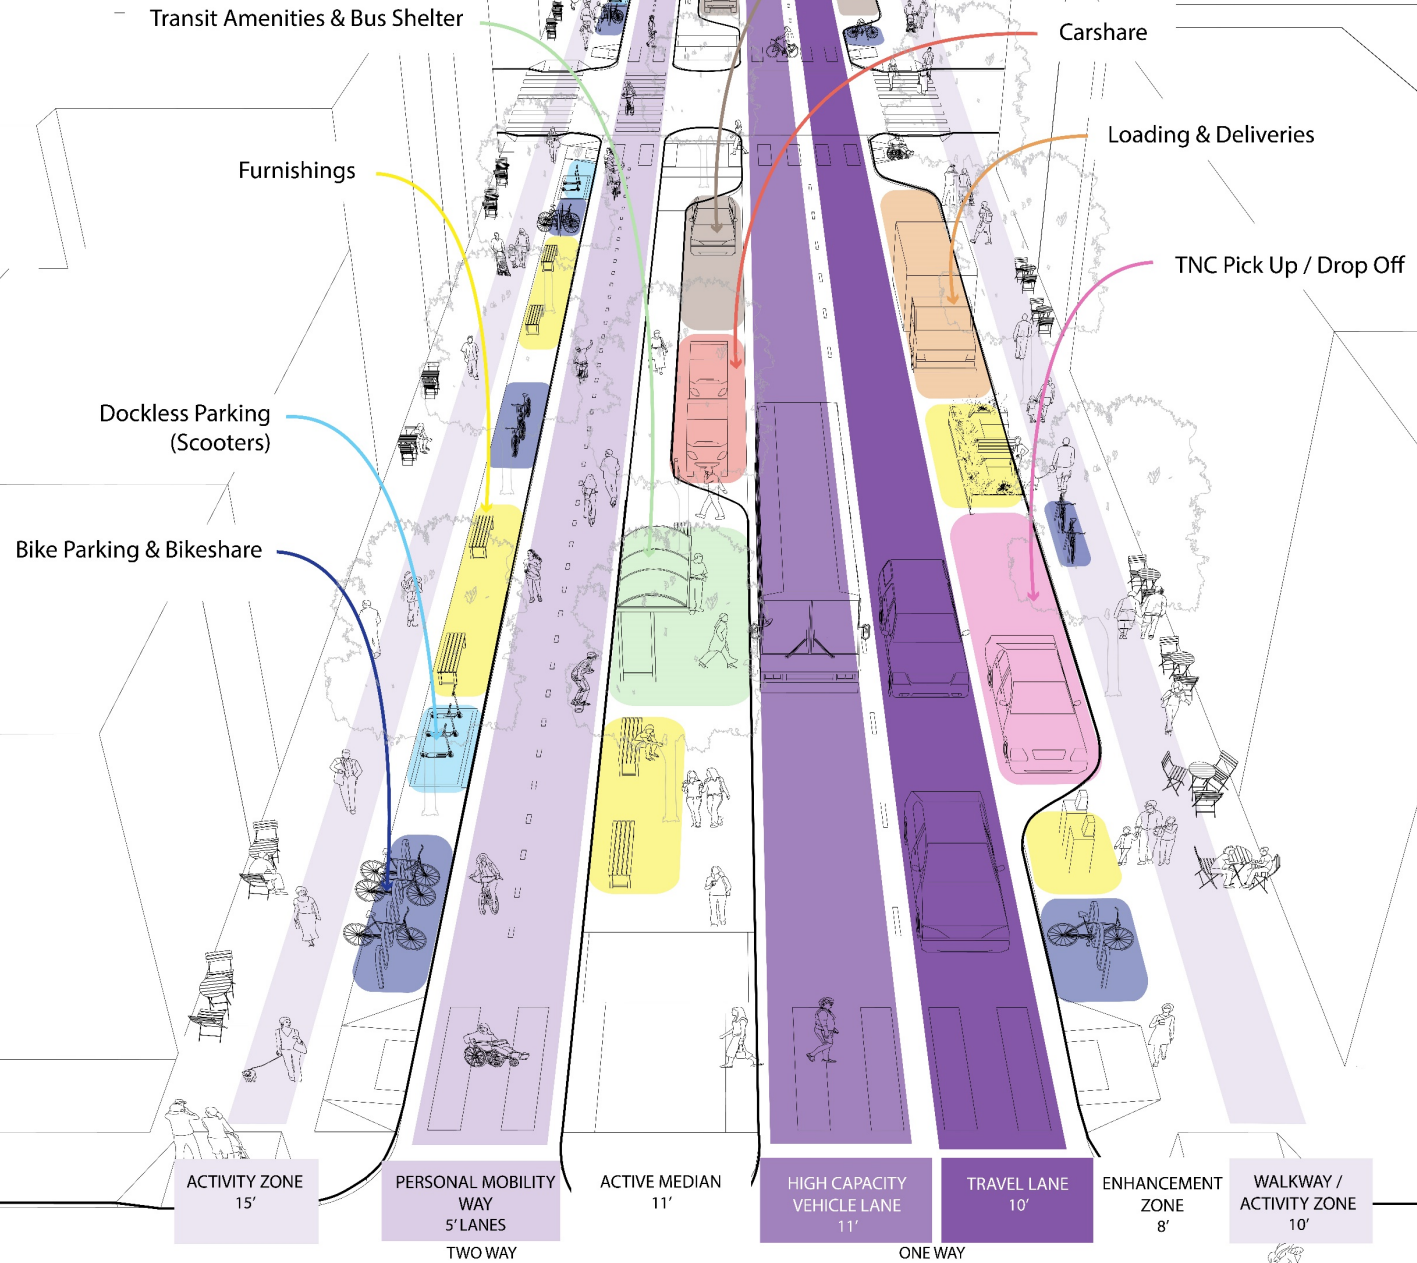 Transit Amenities & Bus Shelter
Carshare
Loading & Deliveries
Furnishings
TNC Pick Up / Drop Off
Dockless Parking
(Scooters)
Bike Parking & Bikeshare
ACTIVITY ZONE
15’
PERSONAL MOBILITY
WAY
5’ LANES
TWO WAY
ACTIVE MEDIAN
11’
HIGH CAPACITY
VEHICLE LANE
11’
TRAVEL LANE
10’
ONE WAY
ENHANCEMENT
ZONE
8’
WALKWAY /
ACTIVITY ZONE
10’